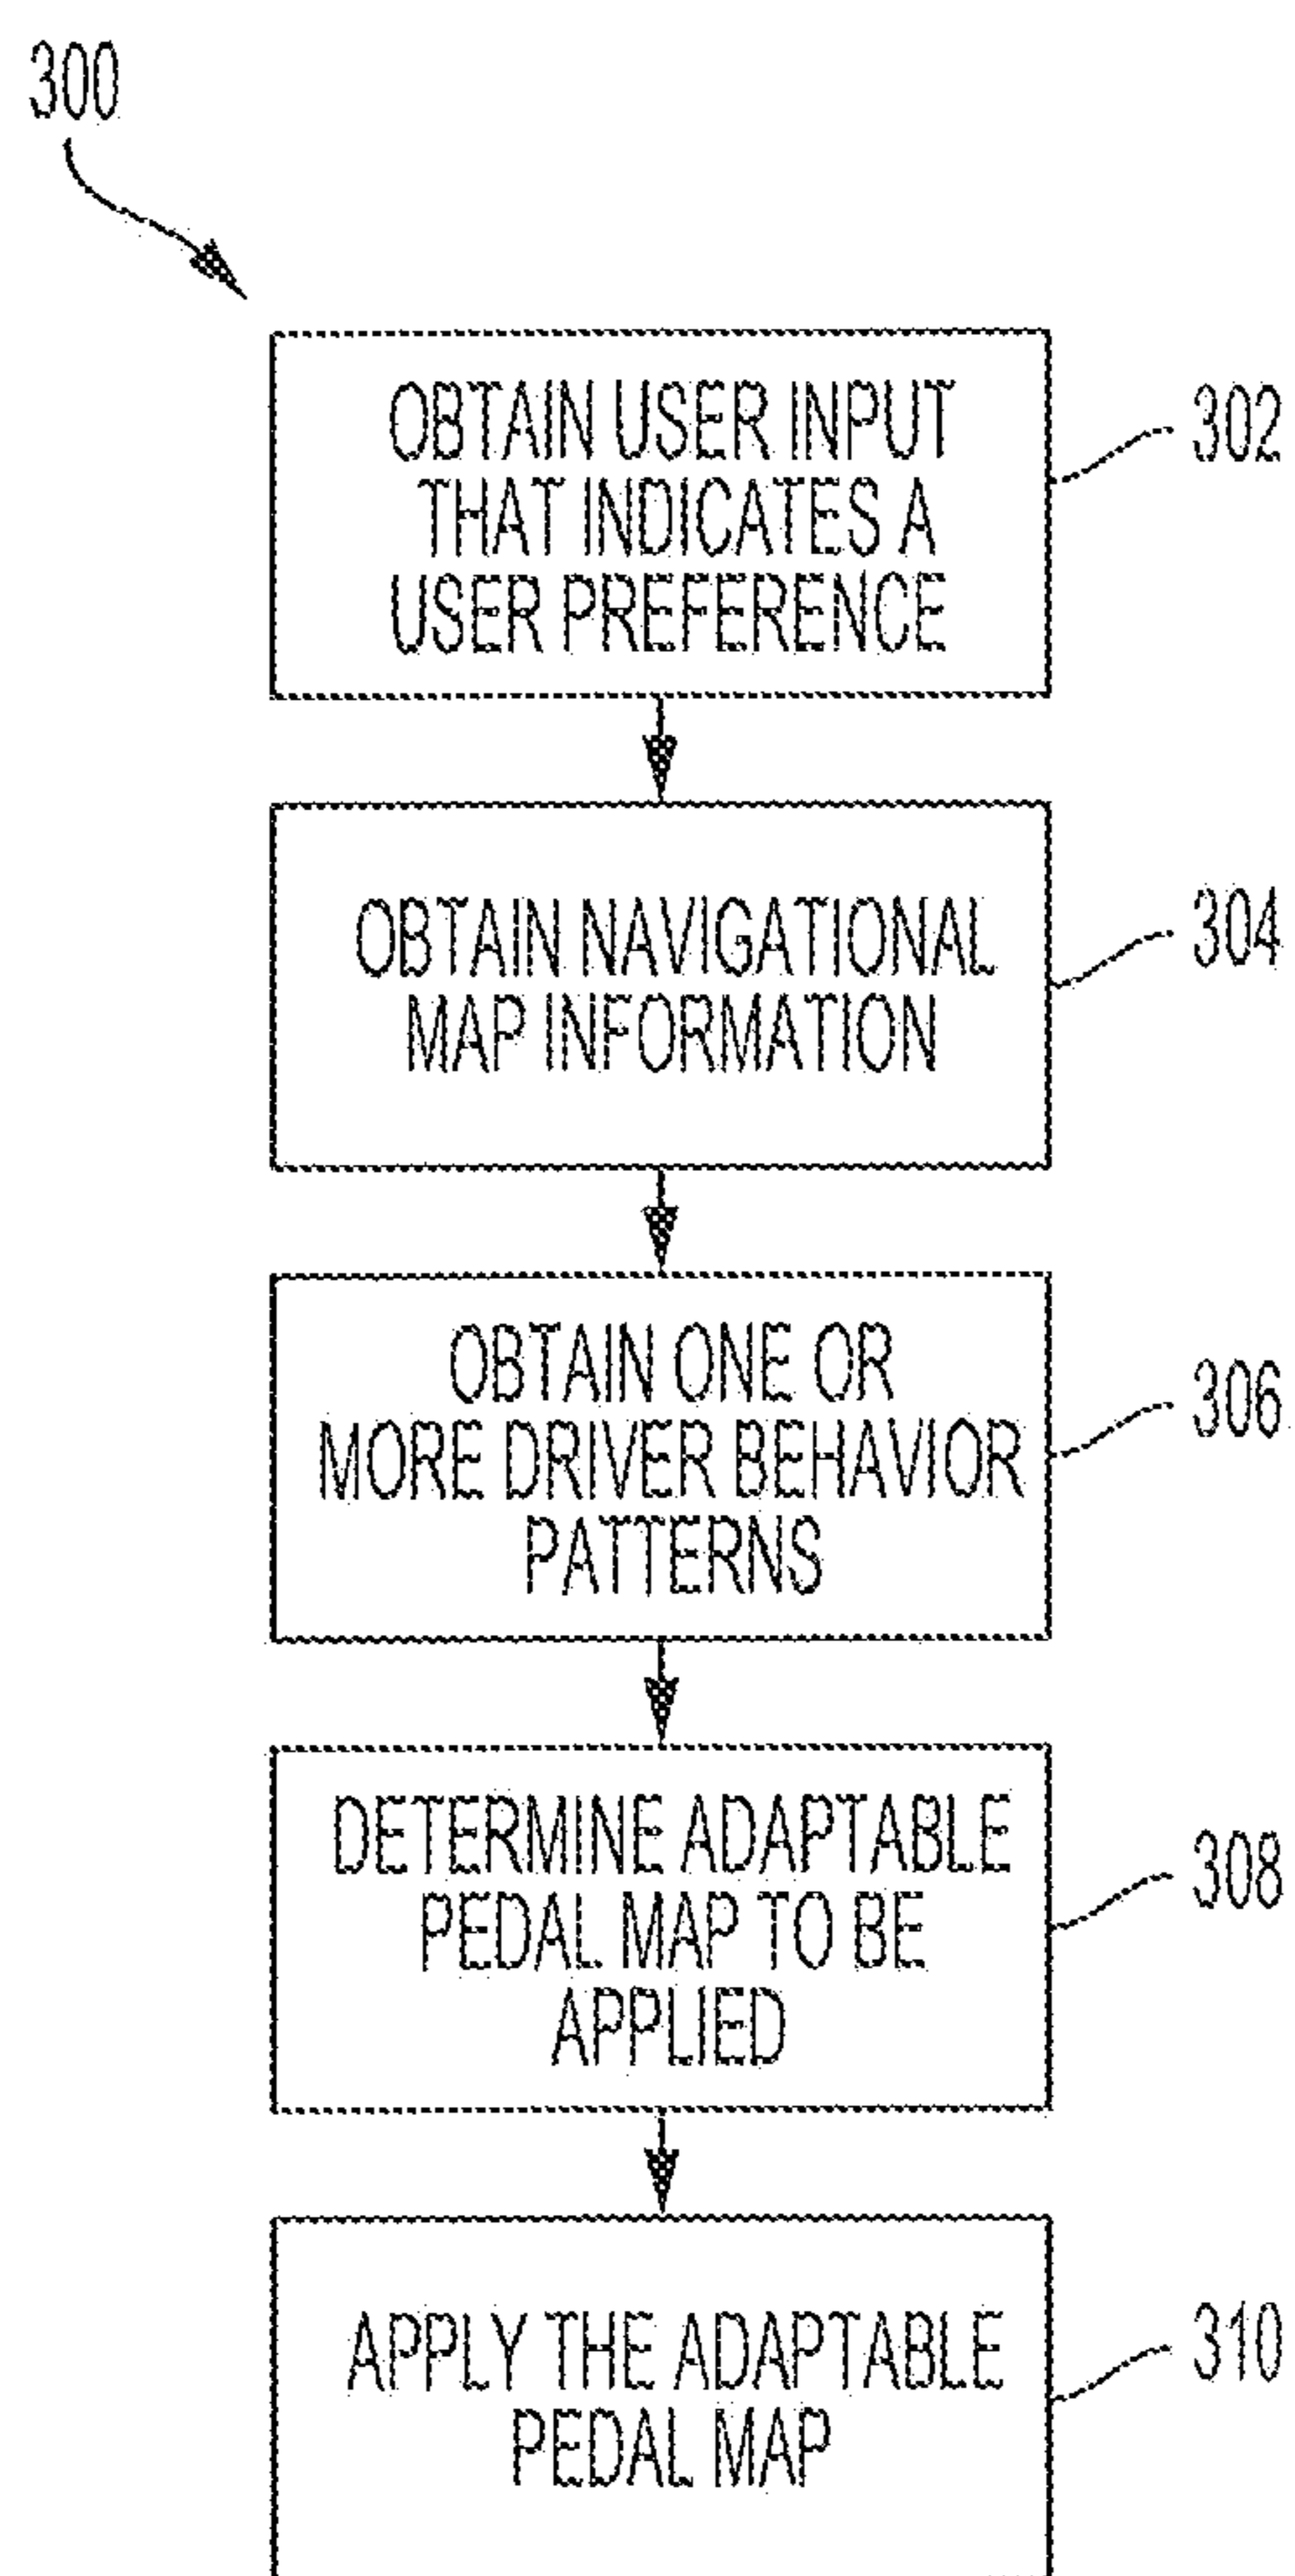 300
OBTAIN USER INPUT
THAT INDICATES A
USER PREFERENCE
302
OBTAIN NAVIGATIONAL
MAP INFORMATION
304
OBTAIN ONE OR
MORE DRIVER BEHAVIOR
PATTERNS
306
DETERMINE ADAPTABLE
PEDAL MAP TO BE
APPLIED
308
APPLY THE ADAPTABLE
PEDAL MAP
310